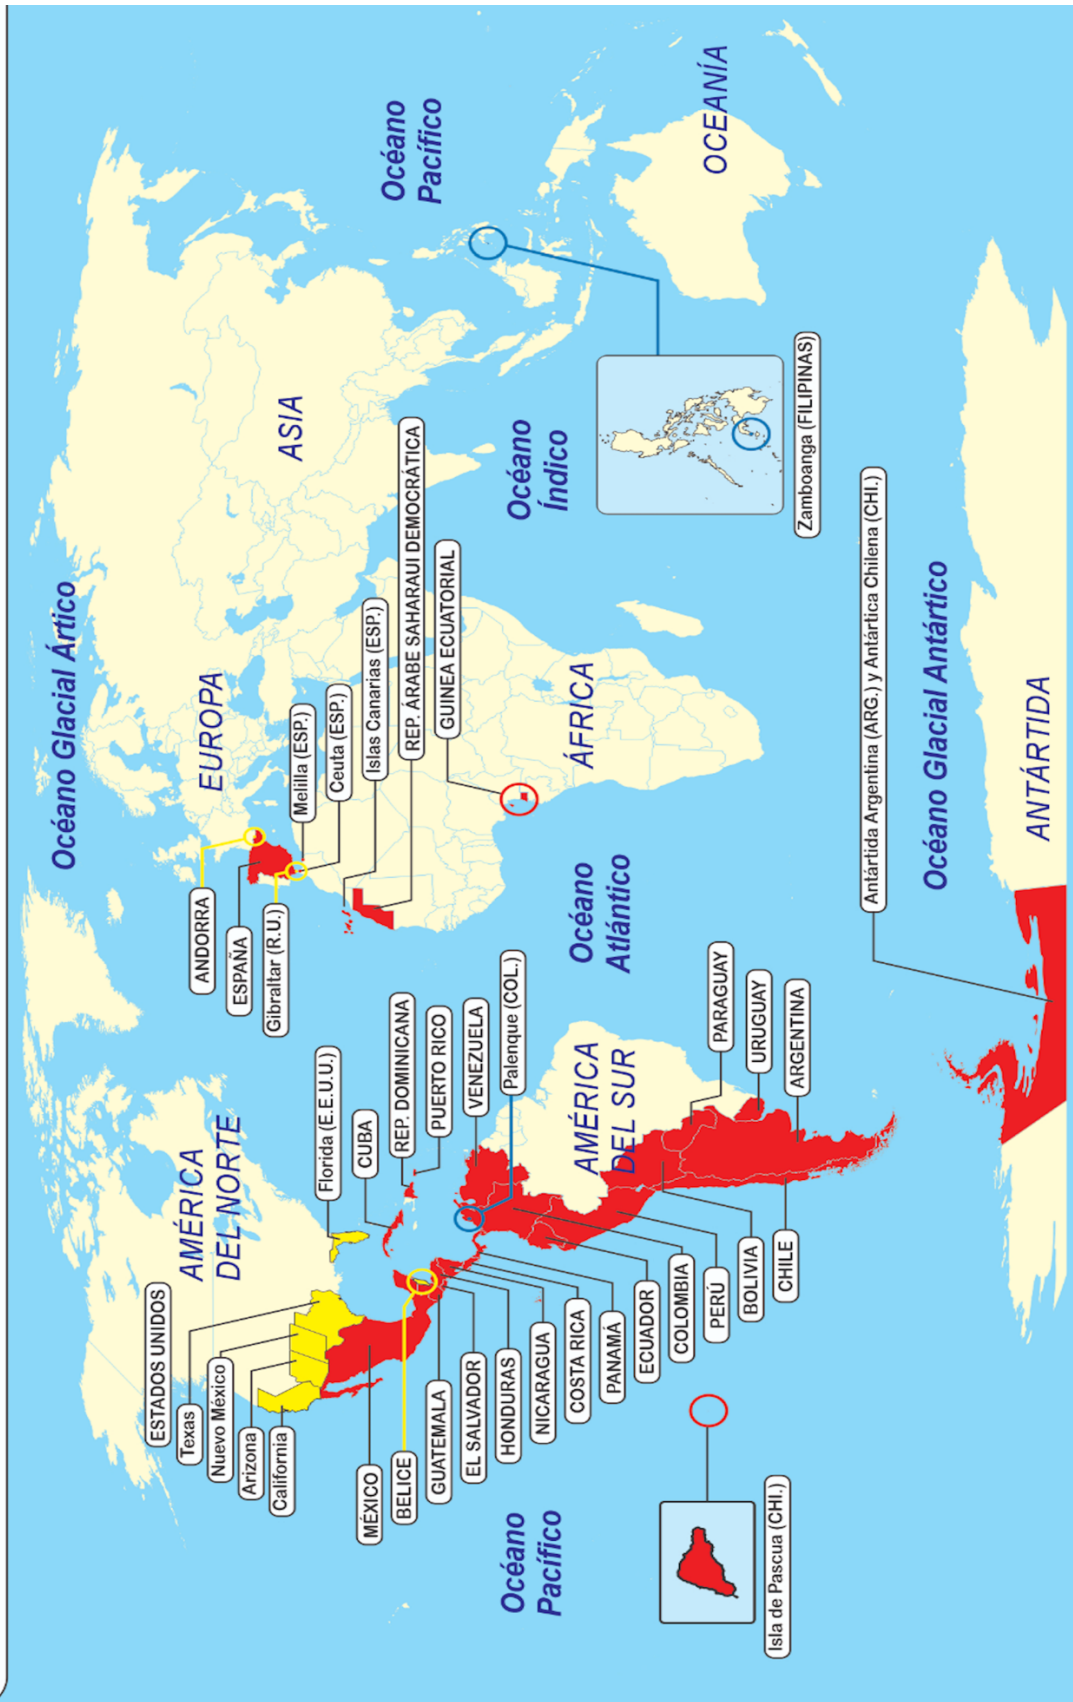 Océano Glacial Ártico
AMÉRICA
DEL NORTE
ESTADOS UNIDOS
Texas
Nuevo México
Arizona
California
Florida (E.E.U.U.)
MÉXICO
BELICE
GUATEMALA
EL SALVADOR
HONDURAS
NICARAGUA
COSTA RICA
PANAMÁ
ECUADOR
COLOMBIA
PERÚ
BOLIVIA
CHILE
CUBA
REP. DOMINICANA
PUERTO RICO
VENEZUELA
Palenque (COL.)
AMÉRICA
DEL SUR
PARAGUAY
URUGUAY
ARGENTINA
Océano
Pacífico
Isla de Pascua (CHI.)
EUROPA
ANDORRA
ESPAÑA
Gibraltar (R.U.)
Melilla (ESP.)
Ceuta (ESP.)
Islas Canarias (ESP.)
REP. ÁRABE SAHARAUI DEMOCRÁTICA
GUINEA ECUATORIAL
ÁFRICA
Océano
Atlántico
ASIA
Océano
Índico
Océano
Pacífico
OCEANÍA
Zamboanga (FILIPINAS)
Antártida Argentina (ARG.) y Antártica Chilena (CHI.)
Océano Glacial Antártico
ANTÁRTIDA